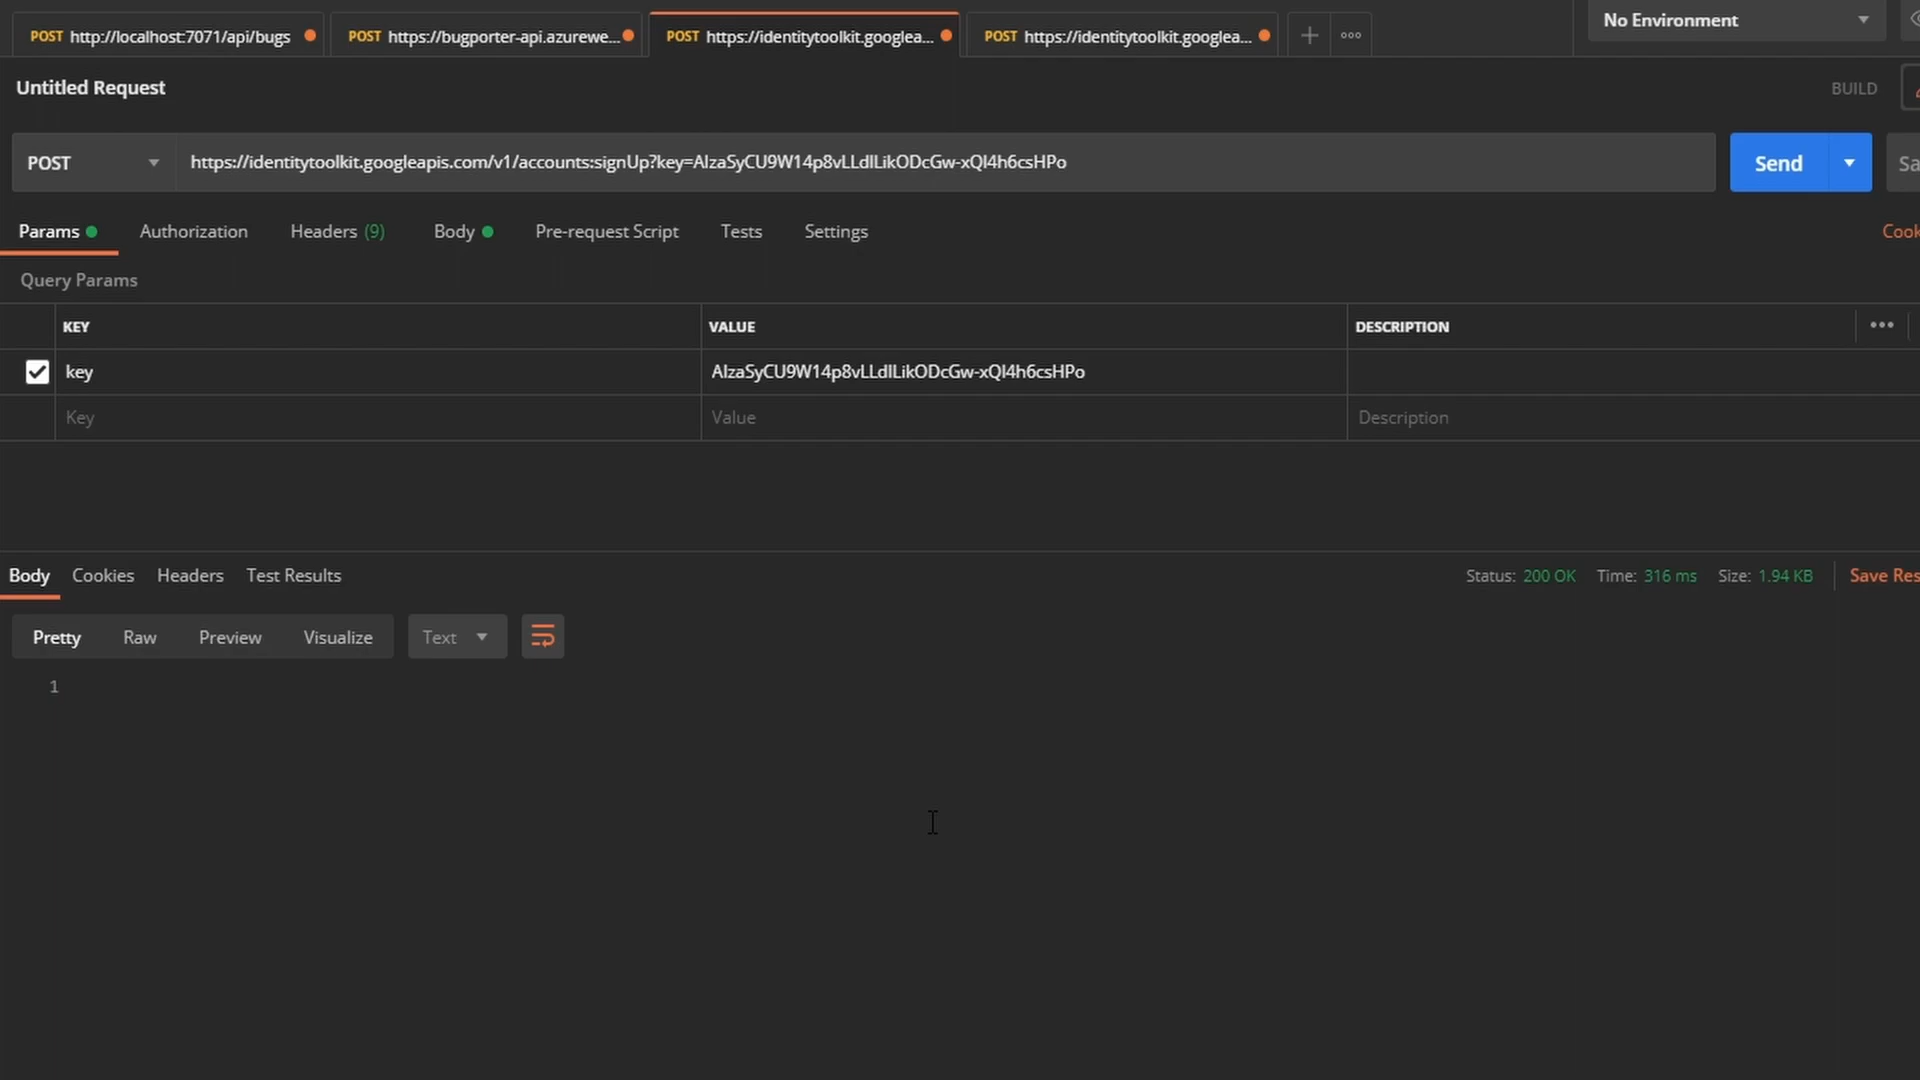 POST http://localhost:7071/api/bugs
POST https://bugporter-api.azurewe...
POST https://identitytoolkit.googlea...
POST https://identitytoolkit.googlea...
No Environment
Untitled Request
BUILD
POST
https://identitytoolkit.googleapis.com/v1/accounts:signUp?key=AIzaSyCU9W14p8vLLdlLikODcGw-xQl4h6csHPo
Send
Sa
Params
Authorization
Headers (9)
Body
Pre-request Script
Tests
Settings
Cook
Query Params
KEY
VALUE
DESCRIPTION
key
AIzaSyCU9W14p8vLLdlLikODcGw-xQl4h6csHPo
Key
Value
Description
Body
Cookies
Headers
Test Results
Status: 200 OK
Time: 316 ms
Size: 1.94 KB
Save Res
Pretty
Raw
Preview
Visualize
Text
1